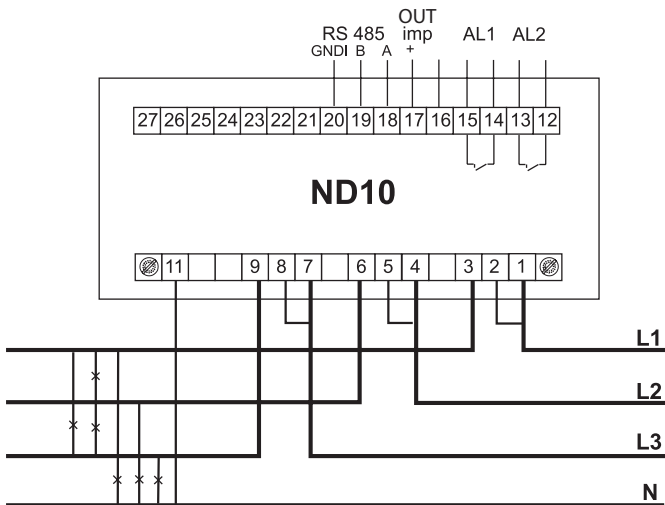 OUT
RS 485 imp AL1 AL2
GNDI B A +
27 26 25 24 23 22 21 20 19 18 17 16 15 14 13 12
ND10
11 9 8 7 6 5 4 3 2 1
L1
L2
L3
N